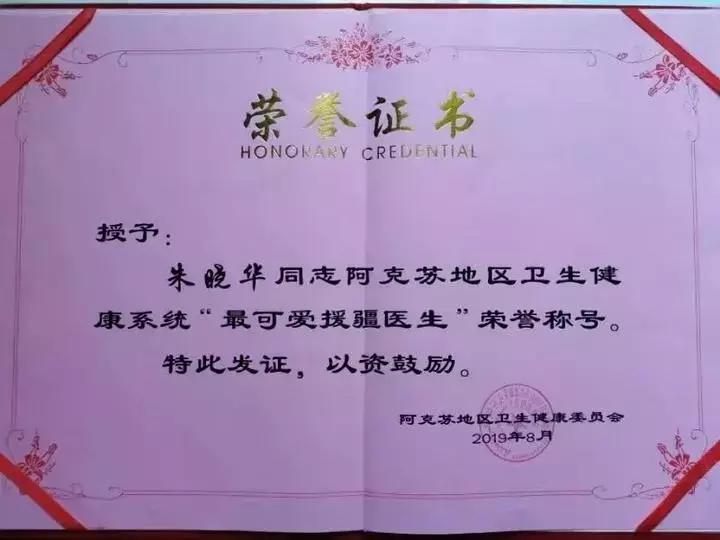 荣誉证书
HONORARY CREDENTIAL
授予：
朱晓华同志阿克苏地区卫生健
康系统“最可爱援疆医生”荣誉称号。
特此发证，以资鼓励。
阿克苏地区卫生健康委员会
2019年8月